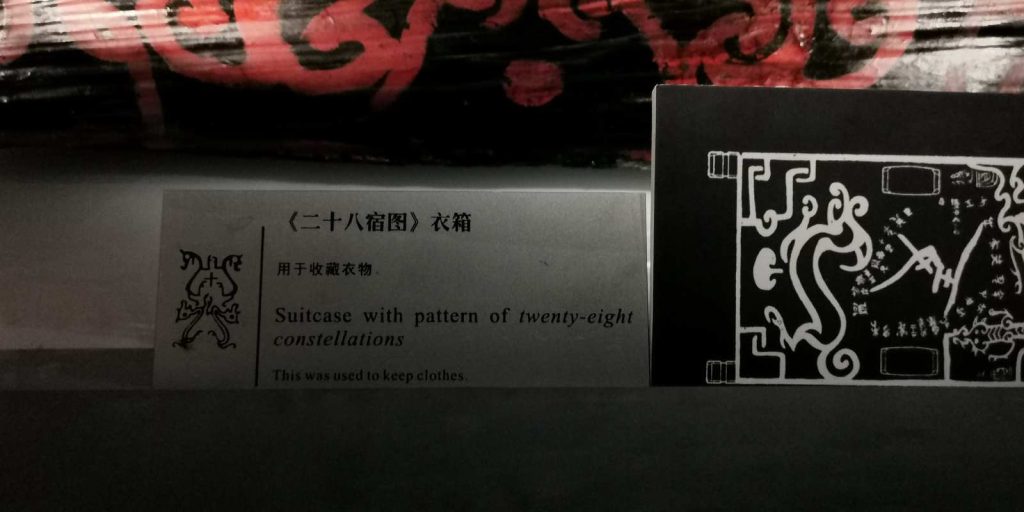 《二十八宿图》衣箱
用于收藏衣物.
Suitcase with pattern of twenty-eight
constellations
This was used to keep clothes.